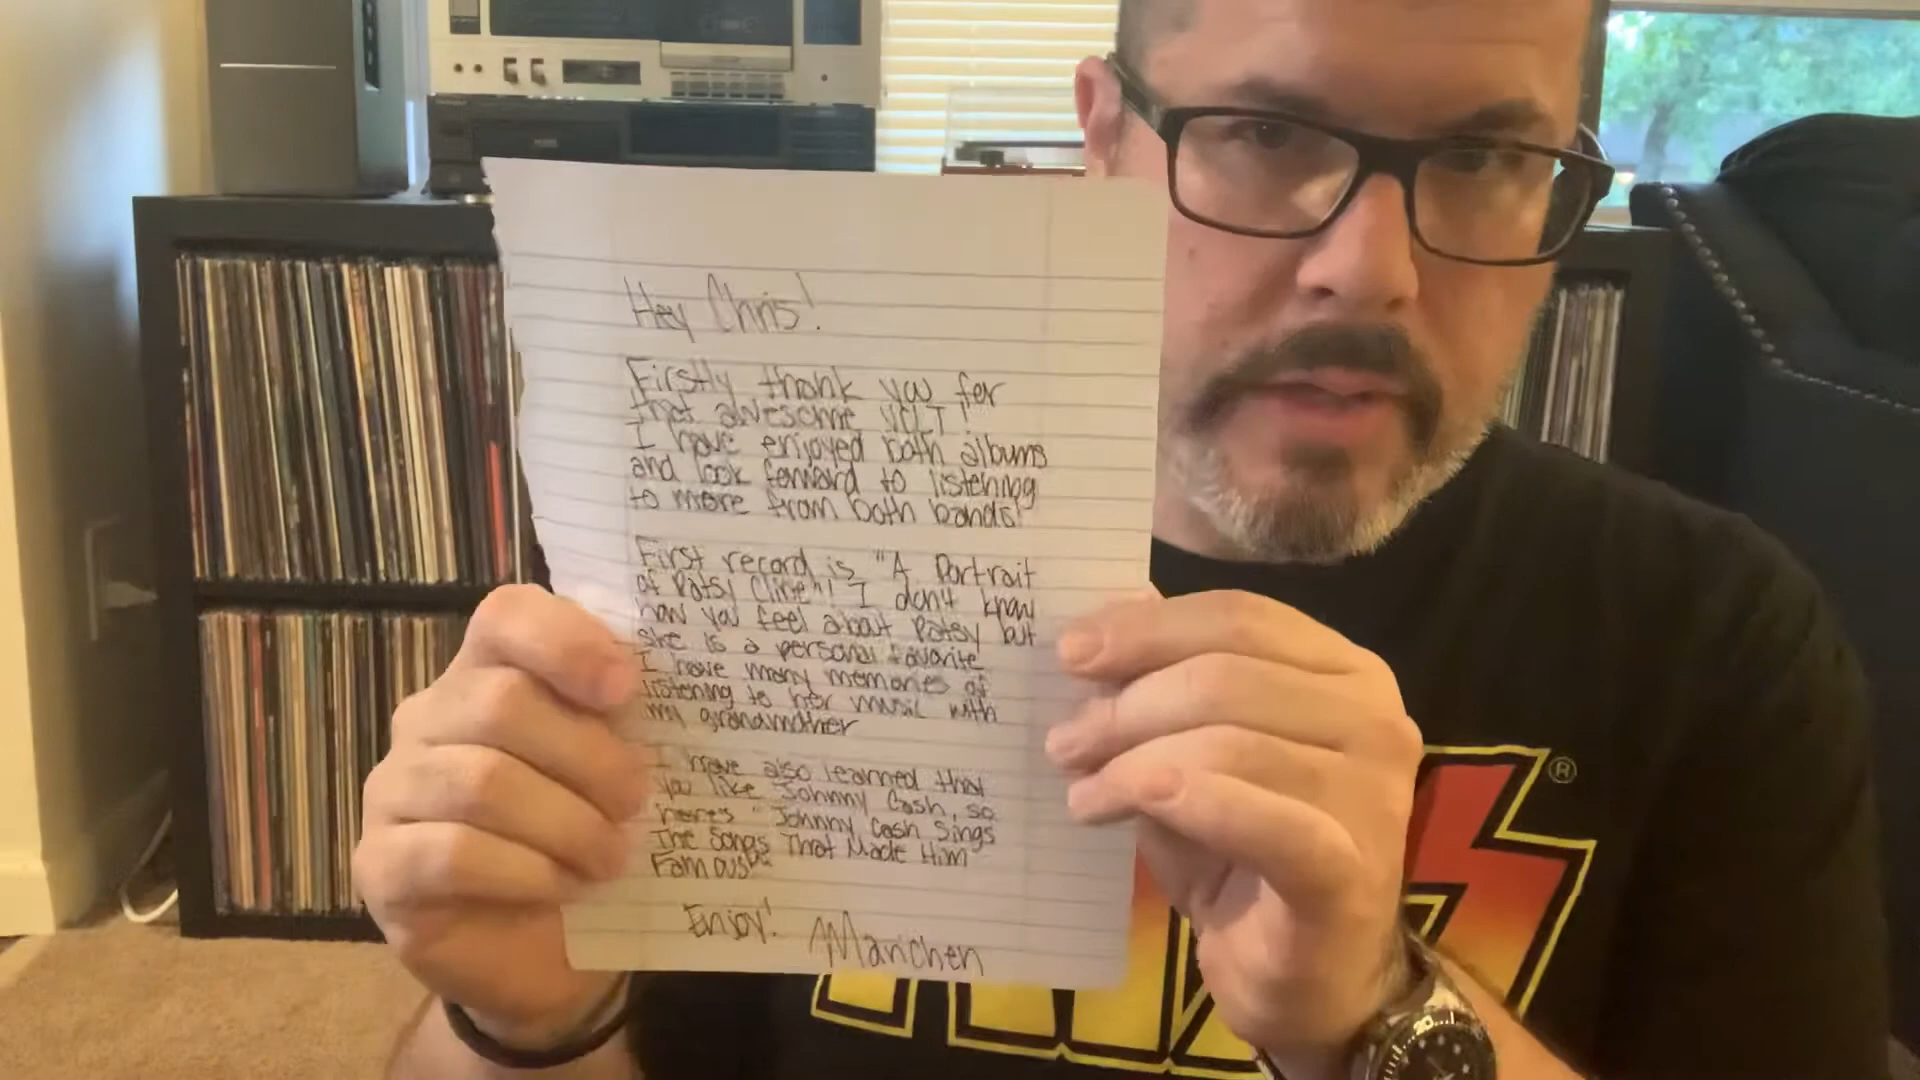 Hey Chris!
Firstly thank you for
that awesome VCLT!
I have enjoyed both albums
and look forward to listening
to more from both bands!
First record is "A Portrait
of Patsy Cline"! I don't know
how you feel about Patsy but
she is a personal favorite
I have many memories of
listening to her music with
my grandmother
I have also learned that
you like Johnny Cash, so
here's "Johnny Cash Sings
The Songs That Made Him
Famous"
Enjoy!
Marichen
®
20